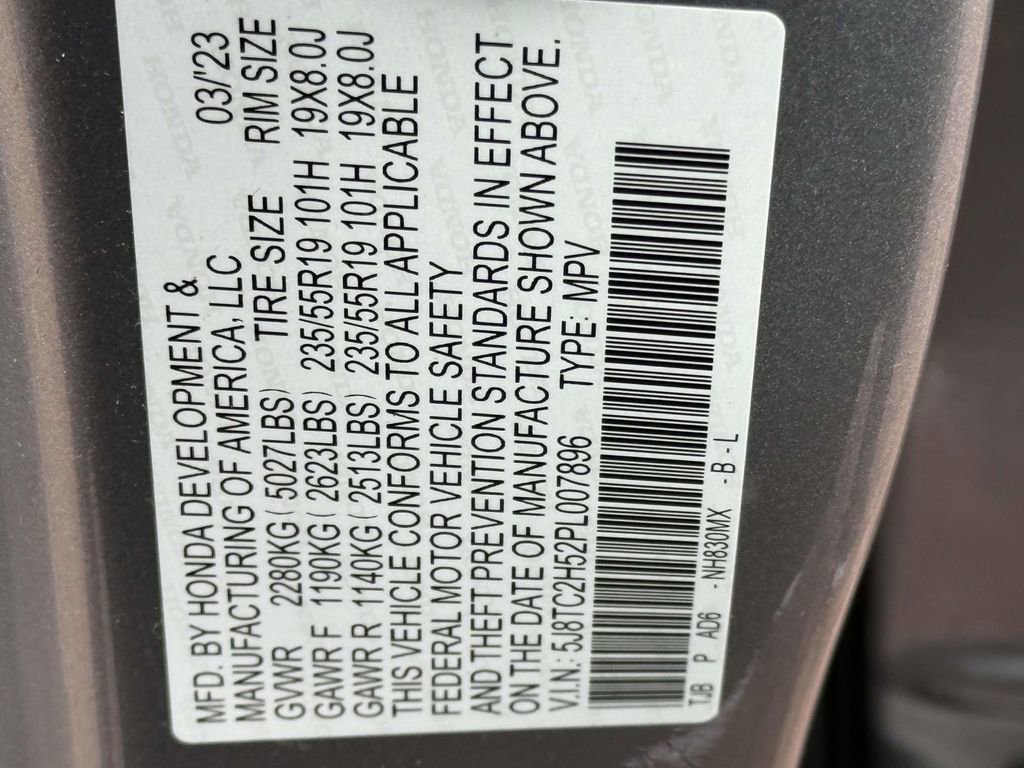 MFD. BY HONDA DEVELOPMENT & 03/'23
MANUFACTURING OF AMERICA, LLC
GVWR 2280KG ( 5027LBS) TIRE SIZE RIM SIZE
GAWR F 1190KG ( 2623LBS) 235/55R19 101H 19X8.0J
GAWR R 1140KG ( 2513LBS) 235/55R19 101H 19X8.0J
THIS VEHICLE CONFORMS TO ALL APPLICABLE
FEDERAL MOTOR VEHICLE SAFETY
AND THEFT PREVENTION STANDARDS IN EFFECT
ON THE DATE OF MANUFACTURE SHOWN ABOVE.
V.I.N.: 5J8TC2H52PL007896 TYPE: MPV
TJB P AD6 - NH830MX - B - L